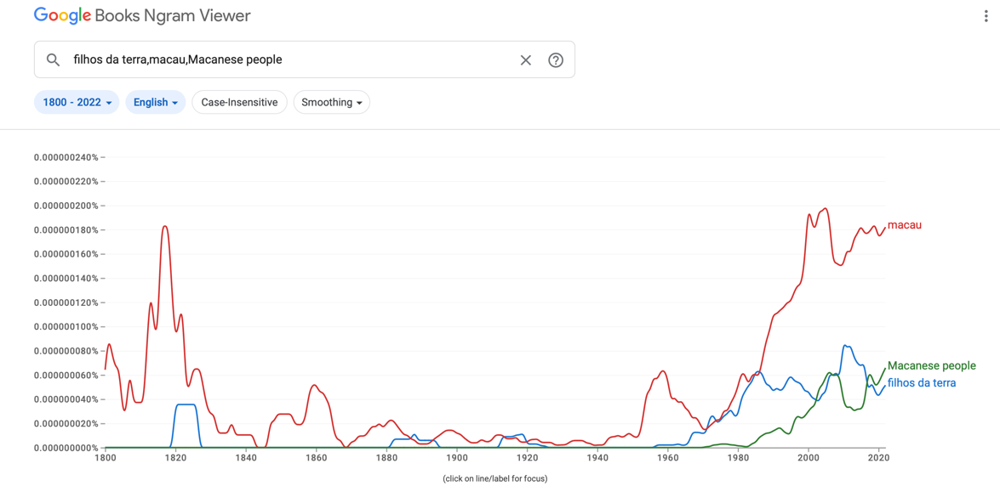 Google Books Ngram Viewer
filhos da terra,macau,Macanese people
1800 - 2022 English Case-Insensitive Smoothing
0.000000240%
0.000000220%
0.000000200%
0.000000180%
0.000000160%
0.000000140%
0.000000120%
0.000000100%
0.000000080%
0.000000060%
0.000000040%
0.000000020%
0.000000000%
macau
Macanese people
filhos da terra
1800 1820 1840 1860 1880 1900 1920 1940 1960 1980 2000 2020
(click on line/label for focus)